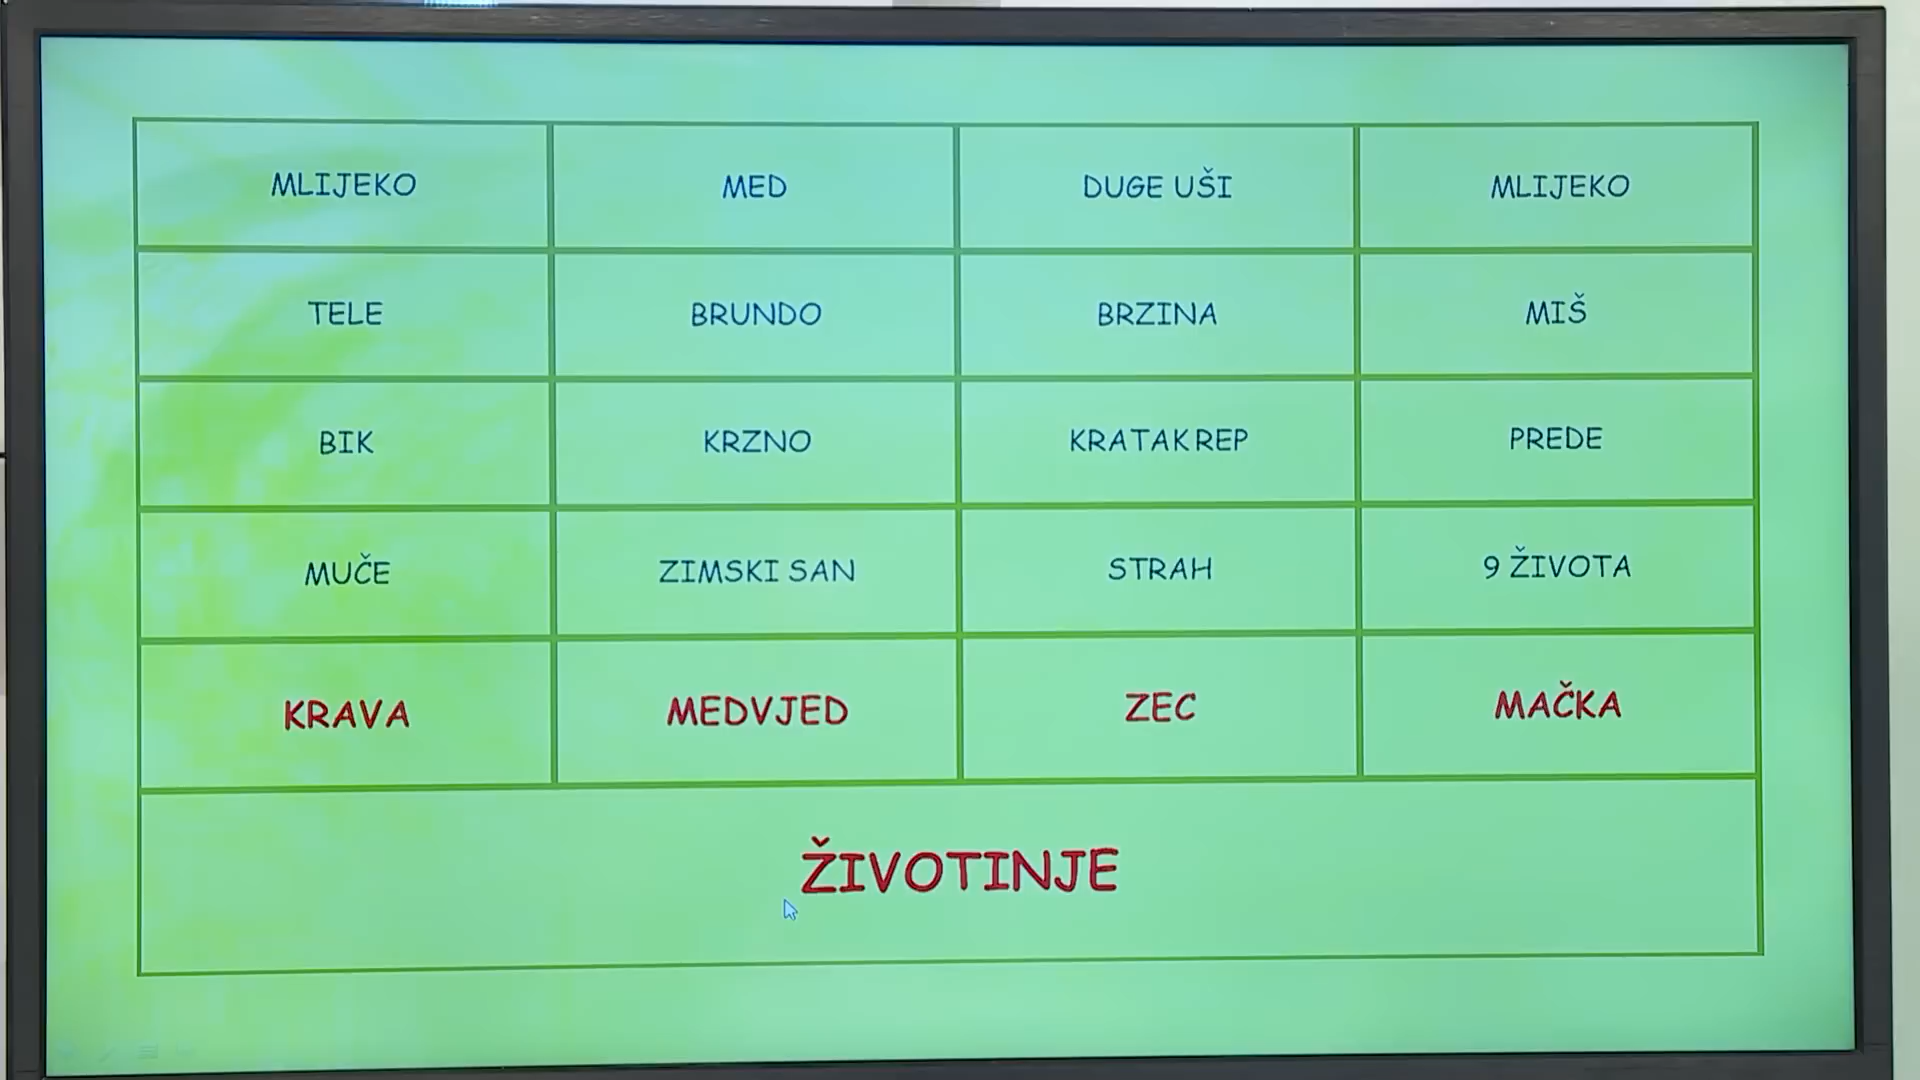 MLIJEKO MED DUGE UŠI MLIJEKO
TELE BRUNDO BRZINA MIŠ
BIK KRZNO KRATAK REP PREDE
MUČE ZIMSKI SAN STRAH 9 ŽIVOTA
KRAVA MEDVJED ZEC MAČKA
ŽIVOTINJE